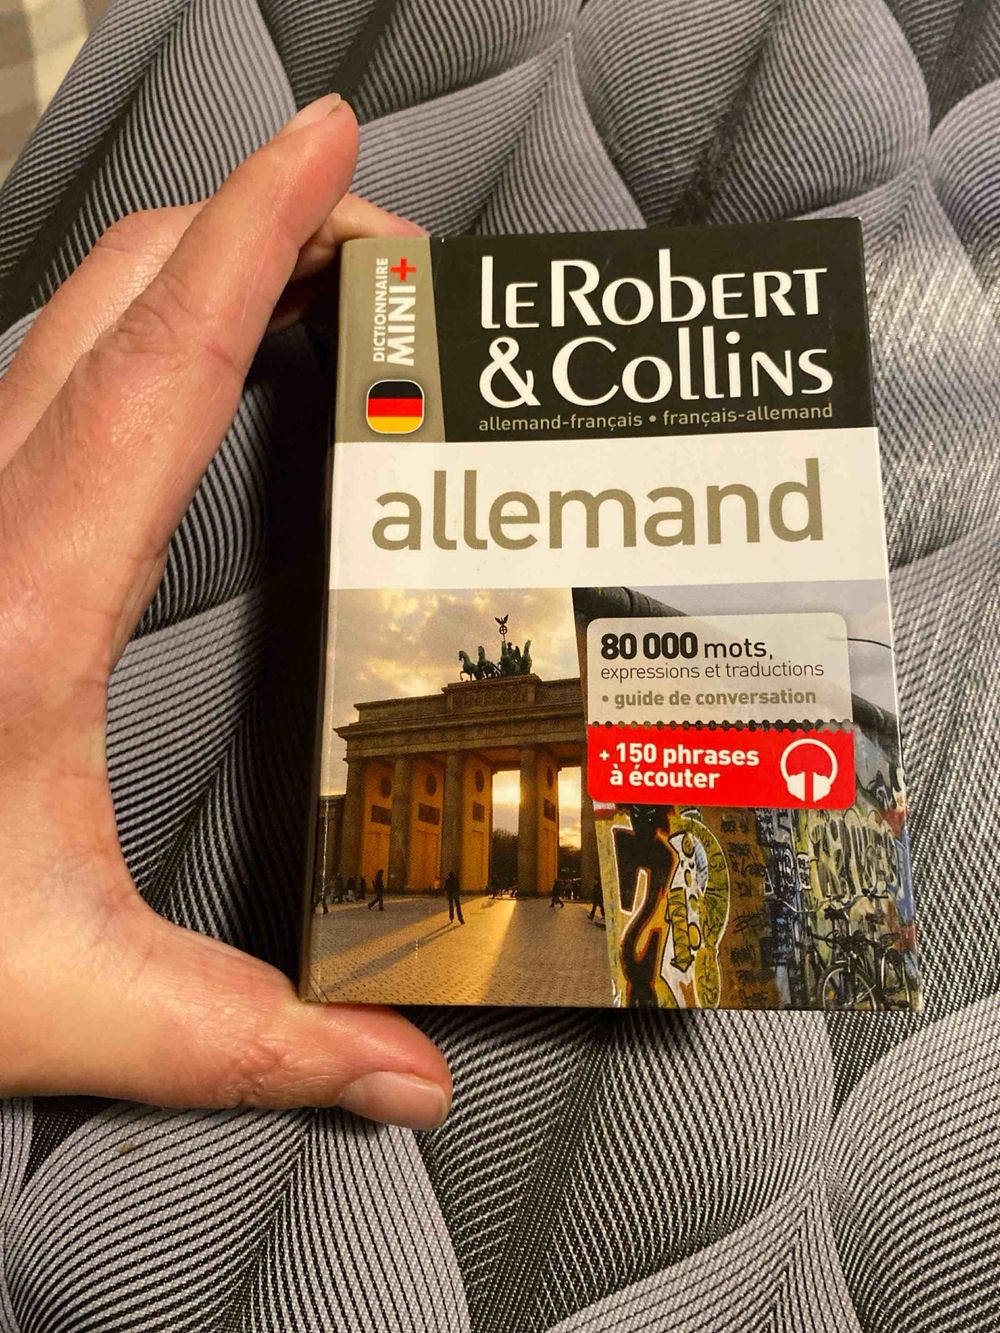 DICTIONNAIRE
MINI+
LE ROBERT
& Collins
allemand-français • français-allemand
allemand
80 000 mots,
expressions et traductions
• guide de conversation
+ 150 phrases
à écouter